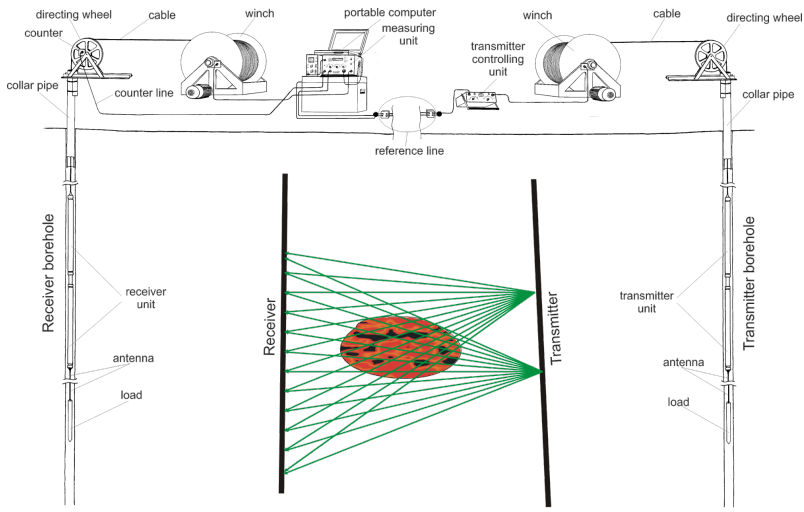 directing wheel
cable
winch
counter
portable computer
measuring
unit
winch
cable
directing wheel
transmitter
controlling
unit
collar pipe
counter line
collar pipe
reference line
Receiver borehole
receiver
unit
antenna
load
Receiver
Transmitter
transmitter
unit
antenna
load
Transmitter borehole